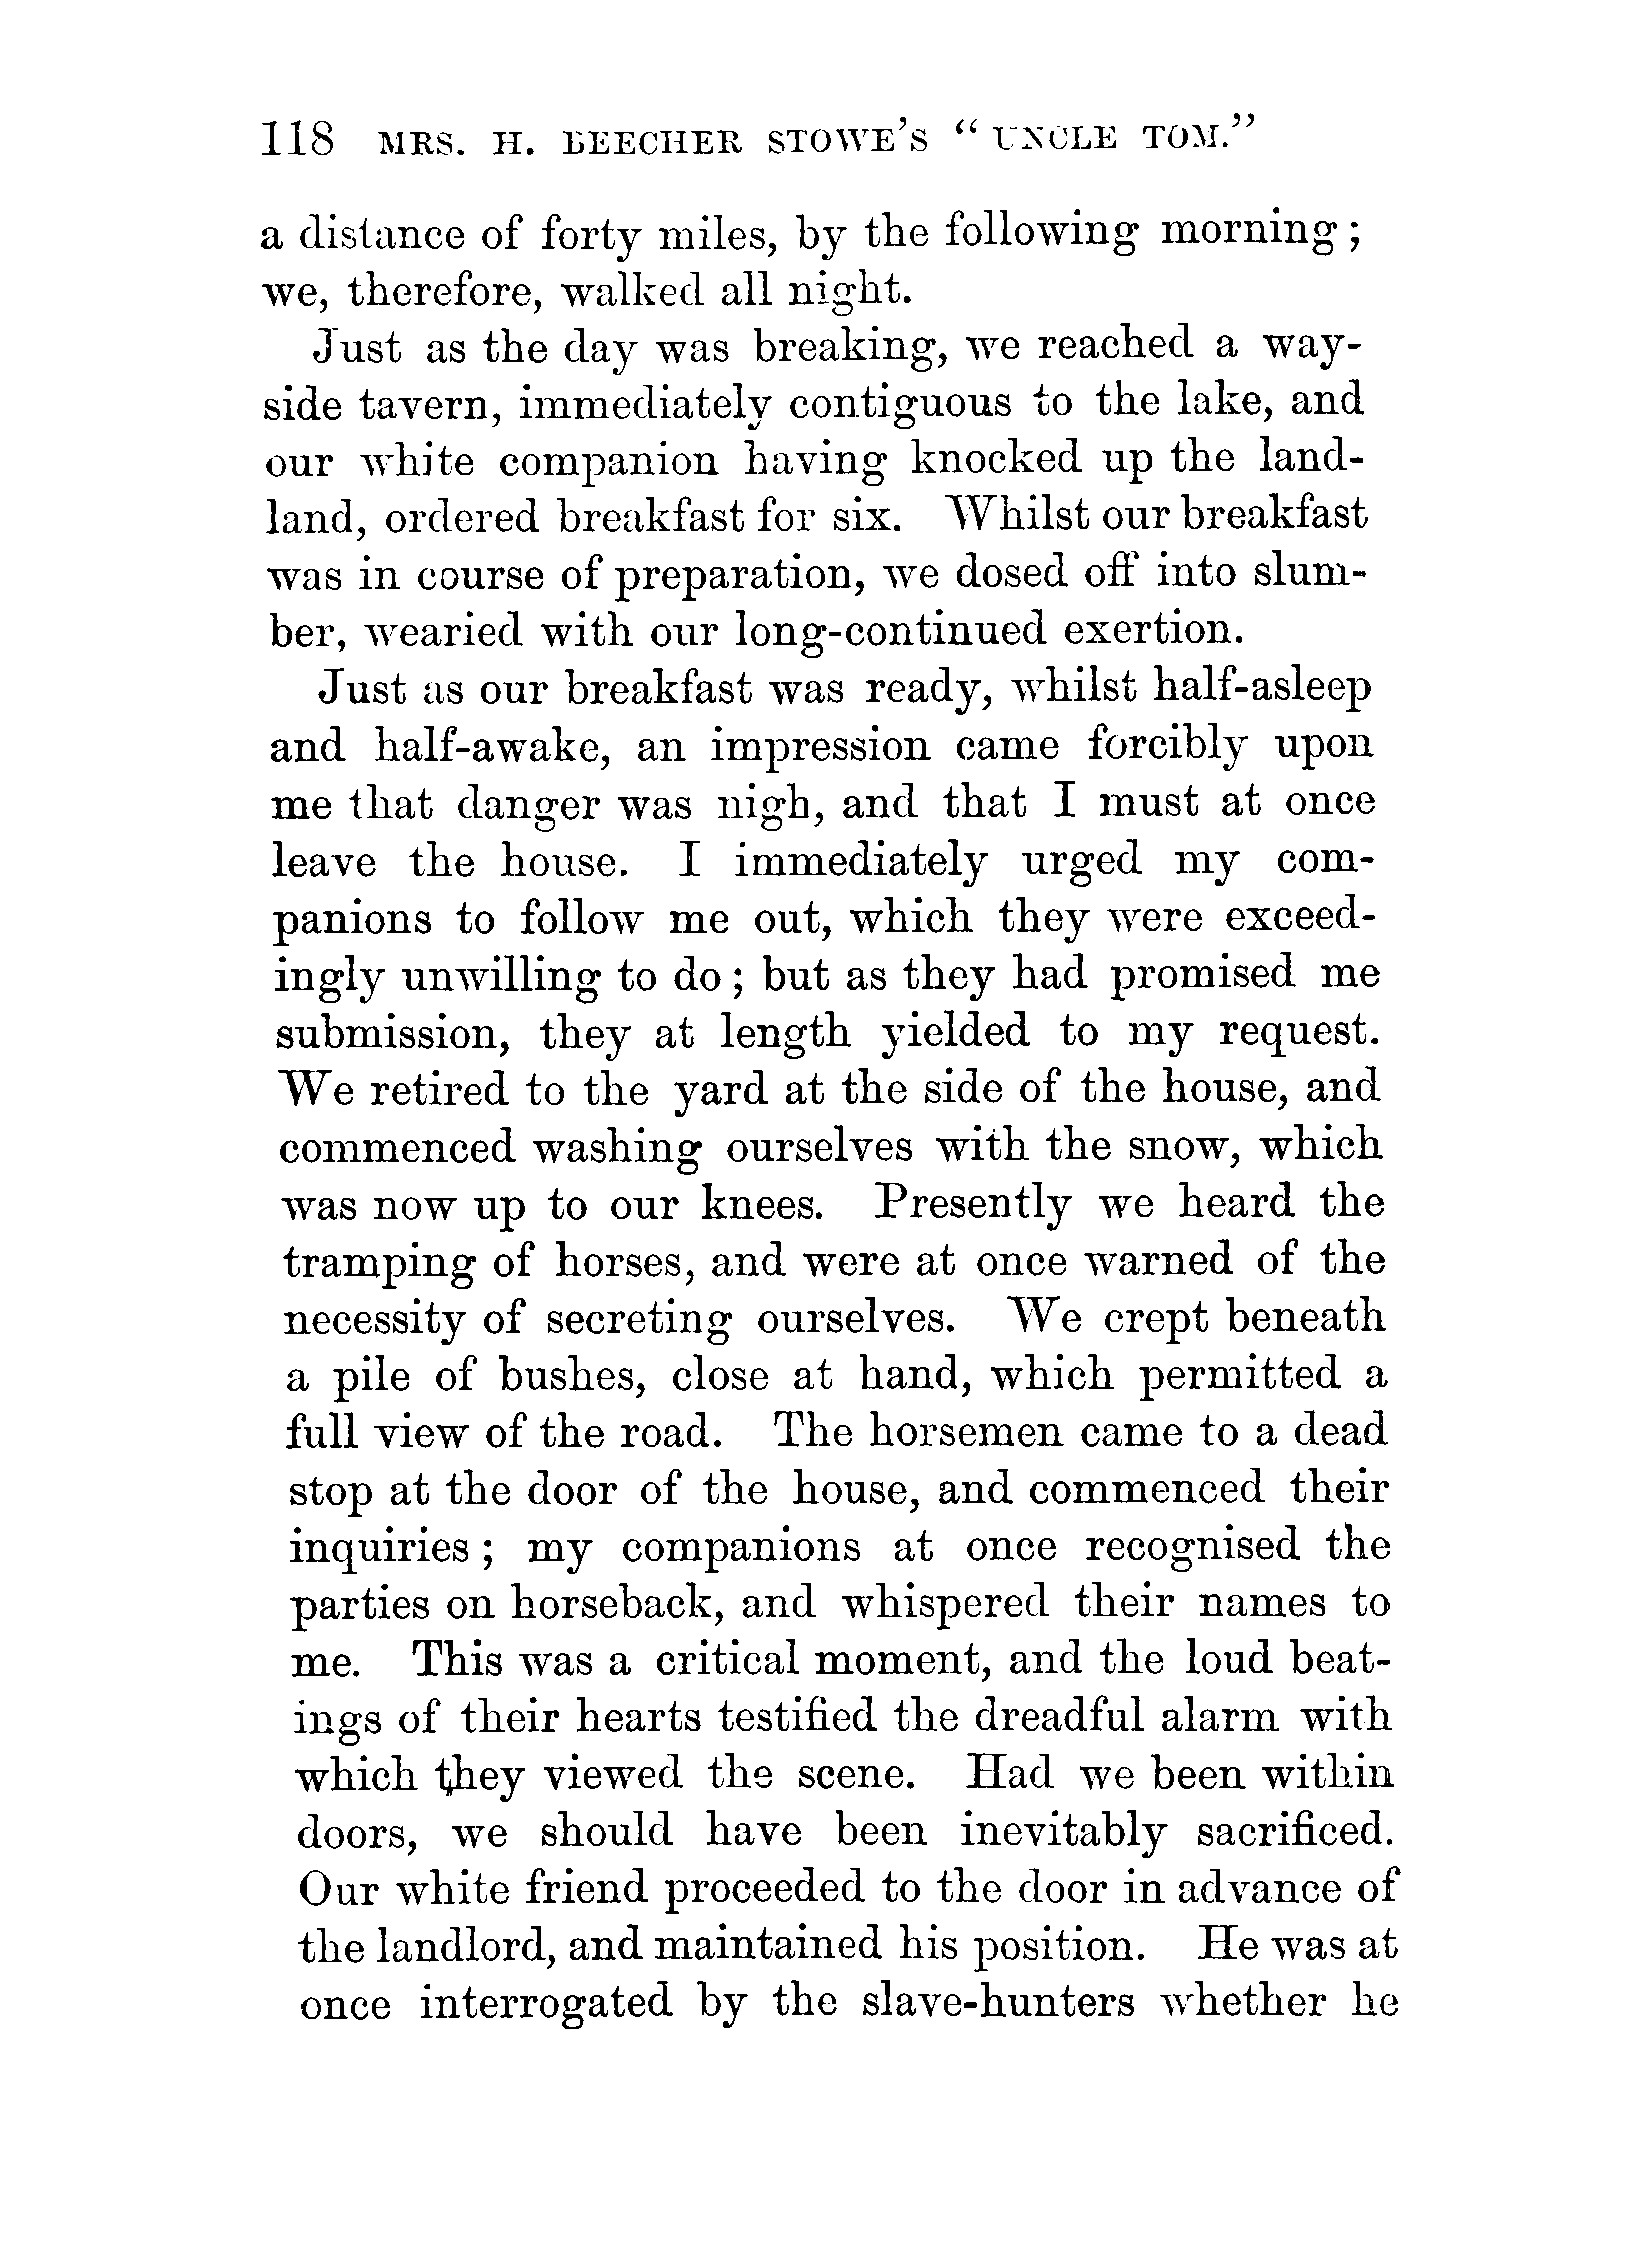 118 MRS. H. BEECHER STOWE'S “ UNCLE TOM.”
a distance of forty miles, by the following morning ;
we, therefore, walked all night.
Just as the day was breaking, we reached a way-
side tavern, immediately contiguous to the lake, and
our white companion having knocked up the land-
land, ordered breakfast for six. Whilst our breakfast
was in course of preparation, we dosed off into slum-
ber, wearied with our long-continued exertion.
Just as our breakfast was ready, whilst half-asleep
and half-awake, an impression came forcibly upon
me that danger was nigh, and that I must at once
leave the house. I immediately urged my com-
panions to follow me out, which they were exceed-
ingly unwilling to do ; but as they had promised me
submission, they at length yielded to my request.
We retired to the yard at the side of the house, and
commenced washing ourselves with the snow, which
was now up to our knees. Presently we heard the
tramping of horses, and were at once warned of the
necessity of secreting ourselves. We crept beneath
a pile of bushes, close at hand, which permitted a
full view of the road. The horsemen came to a dead
stop at the door of the house, and commenced their
inquiries ; my companions at once recognised the
parties on horseback, and whispered their names to
me. This was a critical moment, and the loud beat-
ings of their hearts testified the dreadful alarm with
which they viewed the scene. Had we been within
doors, we should have been inevitably sacrificed.
Our white friend proceeded to the door in advance of
the landlord, and maintained his position. He was at
once interrogated by the slave-hunters whether he